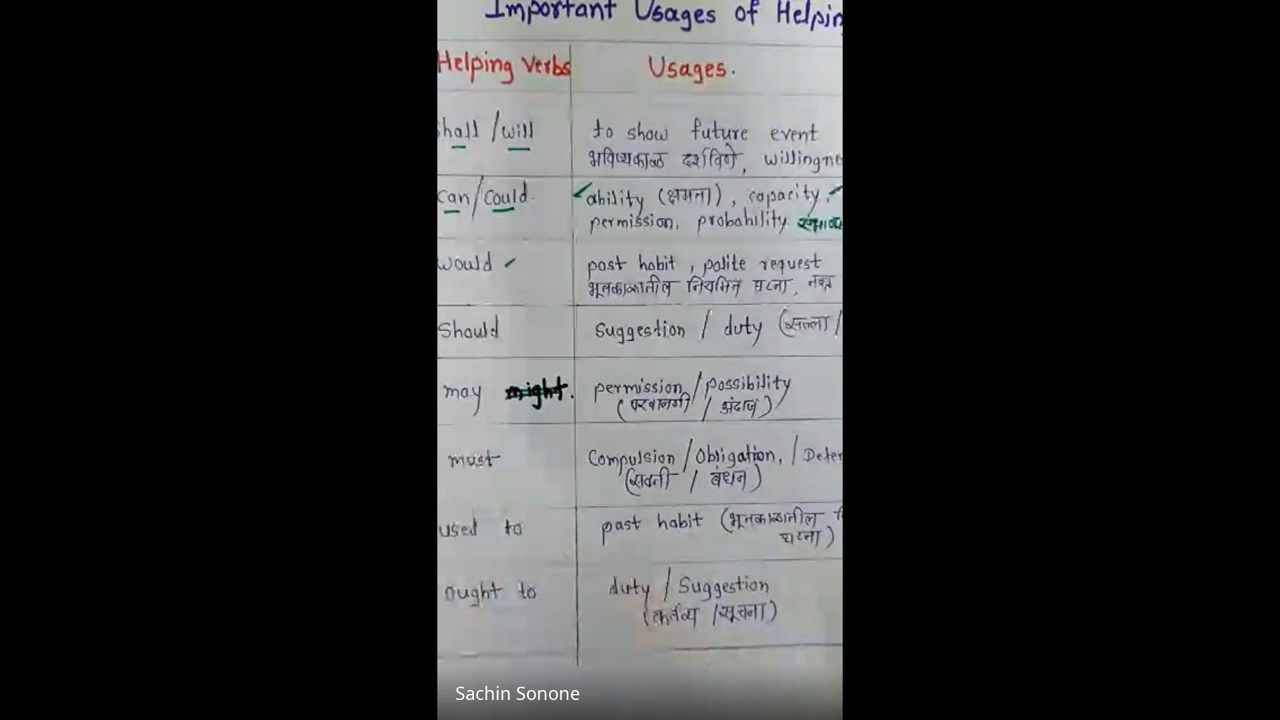 Important Usages of Helpin
Helping Verbs
Usages.
Shall / will
to show future event
भविष्यकाळ दर्शविणे, willingne
can/could.
ability (क्षमता), capacity,
permission, probability
would
past habit, polite request
भूतकाळातील नियमित घटना,
Should
Suggestion / duty (सल्ला /
may might.
permission / possibility
(परवानगी / अंदाज)
must
Compulsion / Obligation, / Deter
(सक्ती / बंधन)
used to
past habit (भूतकाळातील
घटना)
ought to
duty / Suggestion
(कर्तव्य / सूचना)
Sachin Sonone